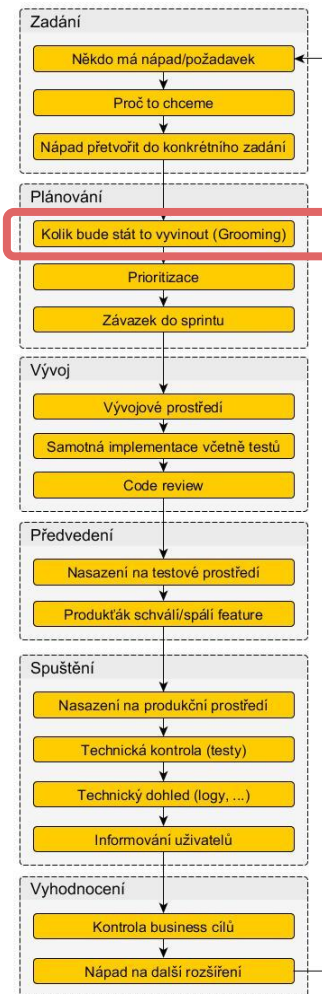 Zadání
Někdo má nápad/požadavek
Proč to chceme
Nápad přetvořit do konkrétního zadání
Plánování
Kolik bude stát to vyvinout (Grooming)
Prioritizace
Závazek do sprintu
Vývoj
Vývojové prostředí
Samotná implementace včetně testů
Code review
Předvedení
Nasazení na testové prostředí
Produkťák schválí/spálí feature
Spuštění
Nasazení na produkční prostředí
Technická kontrola (testy)
Technický dohled (logy, ...)
Informování uživatelů
Vyhodnocení
Kontrola business cílů
Nápad na další rozšíření